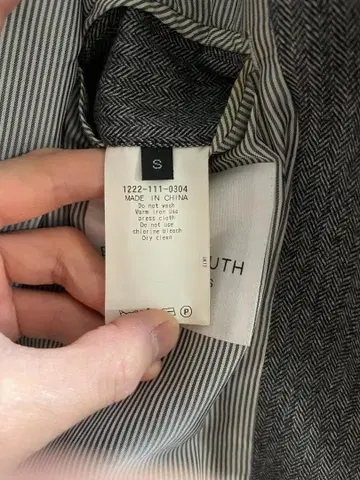 S
1222-111-0304
MADE IN CHINA
Do not wash
Warm iron Use
press cloth
Do not use
chlorine bleach
Dry clean
UTH
S
P